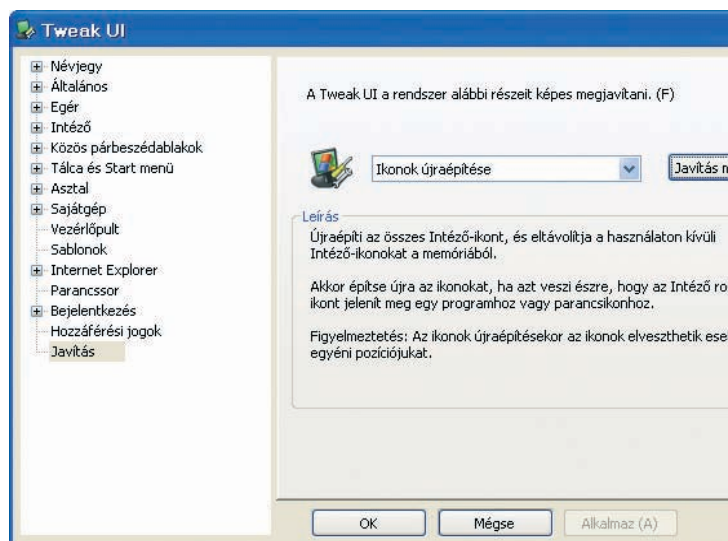 Tweak UI
Névjegy
Általános
Egér
Intéző
Közös párbeszédablakok
Tálca és Start menü
Asztal
Sajátgép
Vezérlőpult
Sablonok
Internet Explorer
Parancssor
Bejelentkezés
Hozzáférési jogok
Javítás
A Tweak UI a rendszer alábbi részeit képes megjavítani. (F)
Ikonok újraépítése
Javítás
Leírás
Újraépíti az összes Intéző-ikont, és eltávolítja a használaton kívüli
Intéző-ikonokat a memóriából.
Akkor építse újra az ikonokat, ha azt veszi észre, hogy az Intéző
ikont jelenít meg egy programhoz vagy parancsikonhoz.
Figyelmeztetés: Az ikonok újraépítésekor az ikonok elveszthetik
egyéni pozíciójukat.
OK
Mégse
Alkalmaz (A)